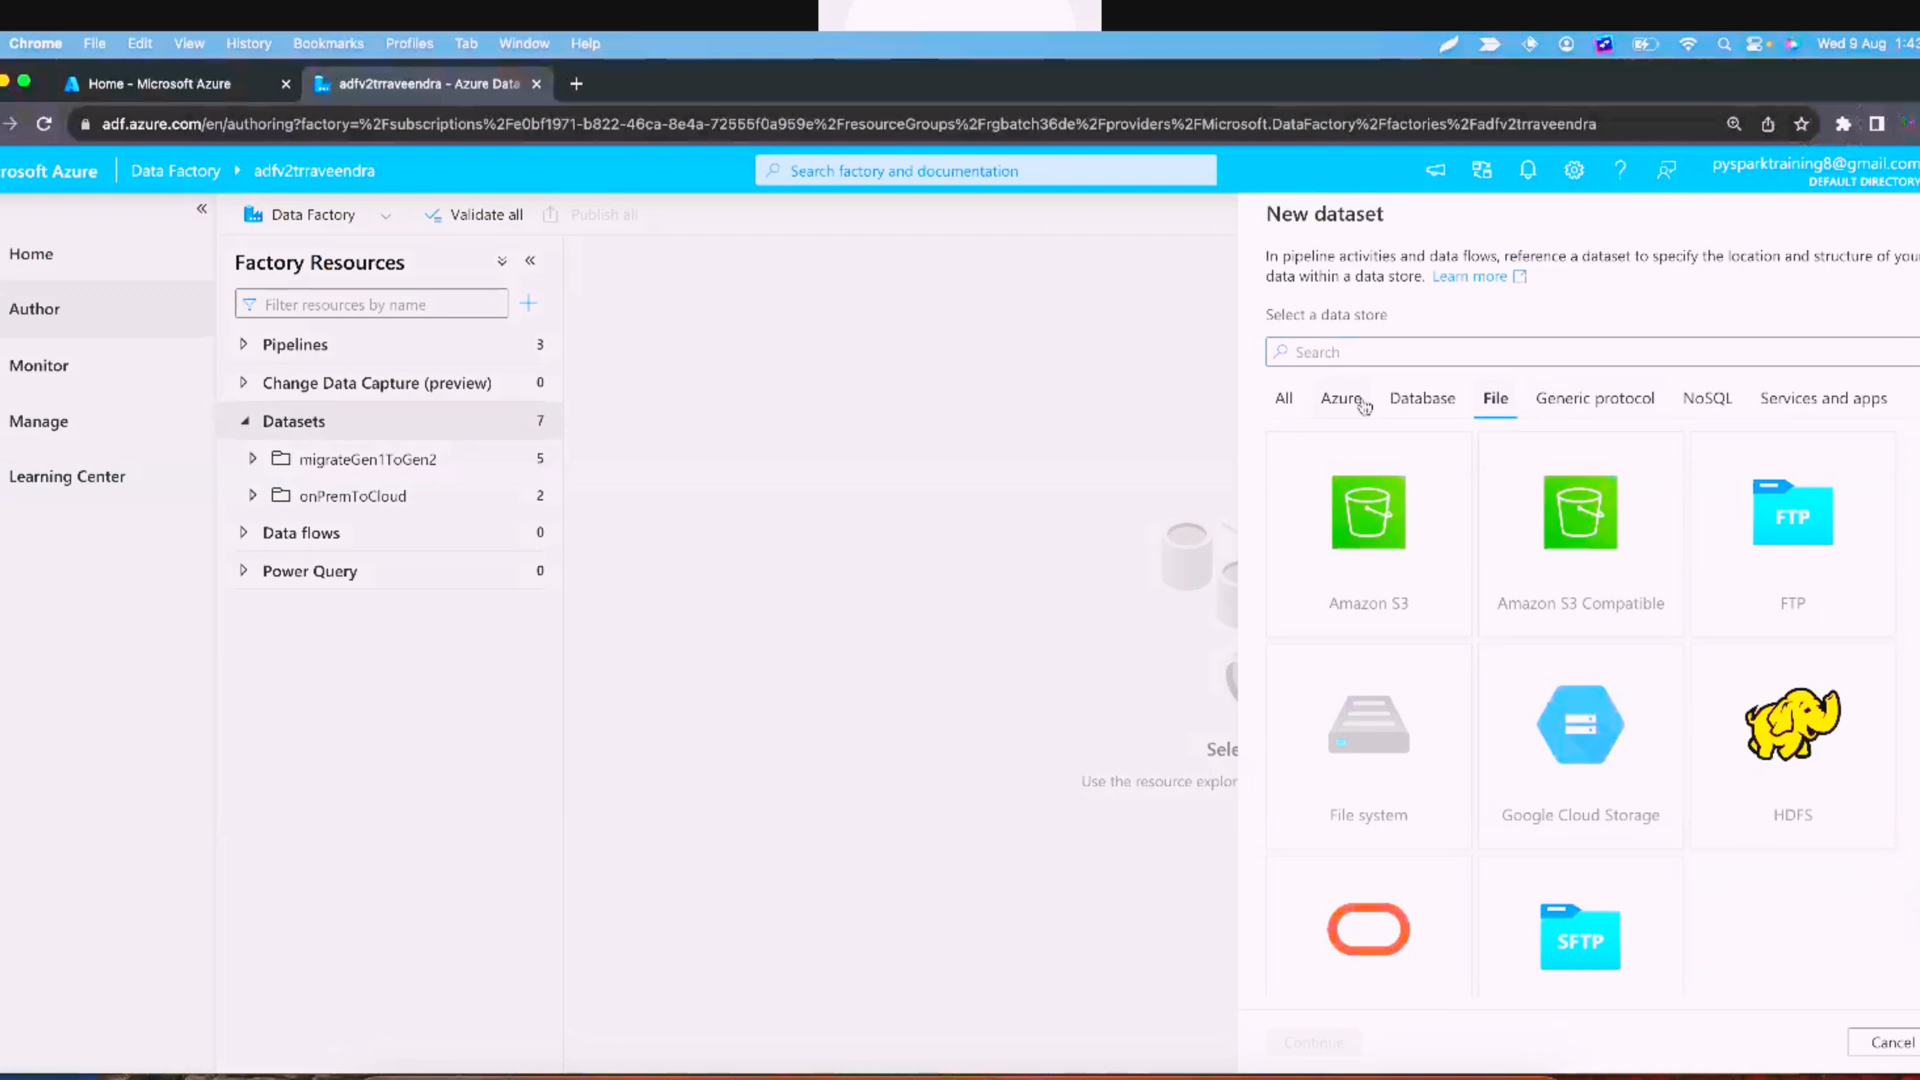 Chrome File Edit View History Bookmarks Profiles Tab Window Help Wed 9 Aug 1:42
Home - Microsoft Azure adfv2trraveendra - Azure Data
adf.azure.com/en/authoring?factory=%2Fsubscriptions%2Fe0bf1971-b822-46ca-8e4a-72555f0a959e%2FresourceGroups%2Frgbatch36de%2Fproviders%2FMicrosoft.DataFactory%2Ffactories%2Fadfv2trraveendra
rosoft Azure Data Factory adfv2trraveendra Search factory and documentation pysparktraining8@gmail.com
DEFAULT DIRECTORY
Home
Author
Monitor
Manage
Learning Center
Data Factory Validate all Publish all
Factory Resources
Filter resources by name
Pipelines 3
Change Data Capture (preview) 0
Datasets 7
migrateGen1ToGen2 5
onPremToCloud 2
Data flows 0
Power Query 0
Sele
Use the resource explor
New dataset
In pipeline activities and data flows, reference a dataset to specify the location and structure of your
data within a data store. Learn more
Select a data store
Search
All Azure Database File Generic protocol NoSQL Services and apps
FTP
Amazon S3 Amazon S3 Compatible FTP
File system Google Cloud Storage HDFS
SFTP
Continue Cancel